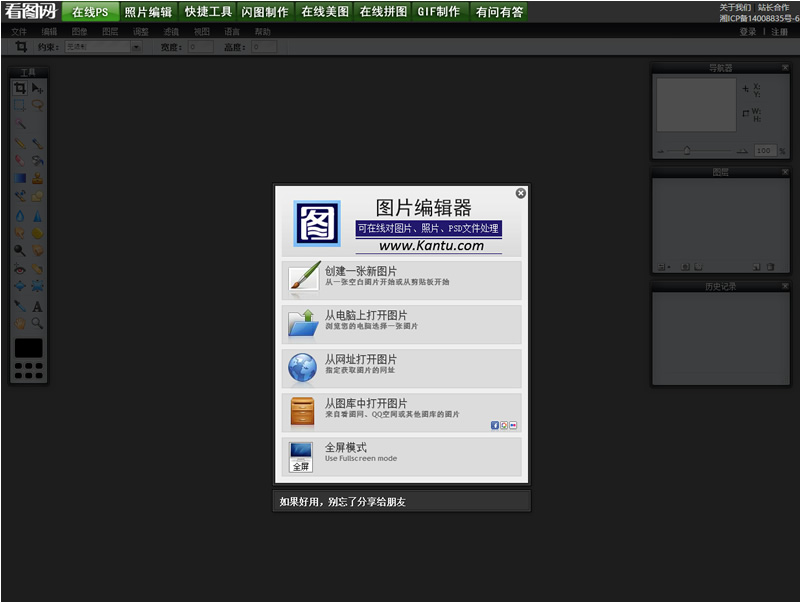 看图网 在线PS 照片编辑 快捷工具 闪图制作 在线美图 在线拼图 GIF制作 有问有答
关于我们 站长合作
湘ICP备14008835号-6
文件 编辑 图像 图层 调整 滤镜 视图 语言 帮助
登录 | 注册
约束: 无限制 宽度: 0 高度: 0
工具
导航器
X:
Y:
W:
H:
100 %
图层
历史记录
图
图片编辑器
可在线对图片、照片、PSD文件处理
www.Kantu.com
创建一张新图片
从一张空白图片开始或从剪贴板开始
从电脑上打开图片
浏览您的电脑选择一张图片
从网址打开图片
指定获取图片的网址
从图库中打开图片
来自看图网、QQ空间或其他图库的图片
全屏模式
Use Fullscreen mode
全屏
如果好用，别忘了分享给朋友